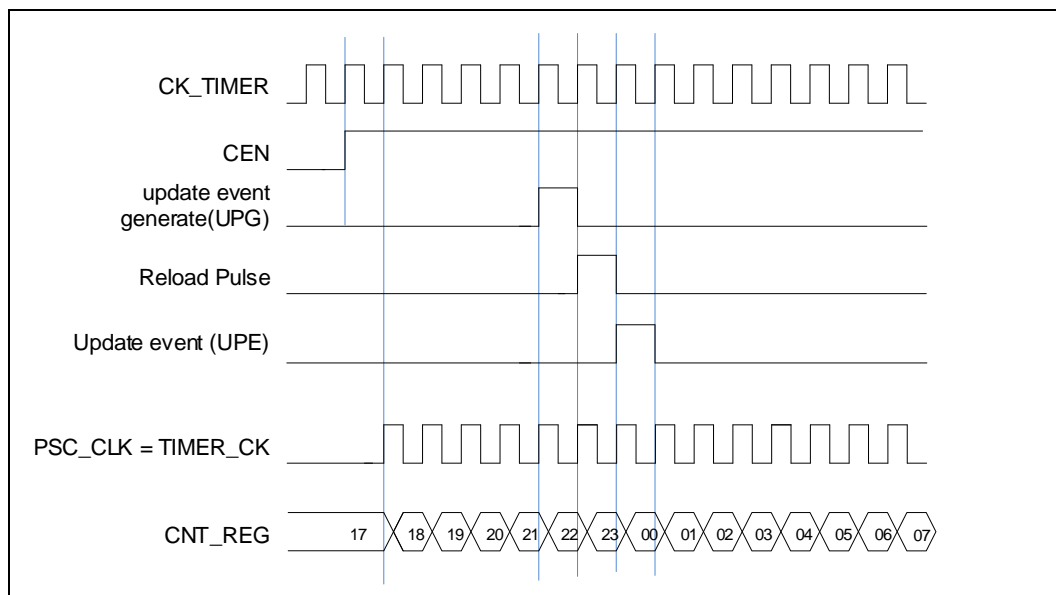 CK_TIMER
CEN
update event
generate(UPG)
Reload Pulse
Update event (UPE)
PSC_CLK = TIMER_CK
CNT_REG
17 18 19 20 21 22 23 00 01 02 03 04 05 06 07